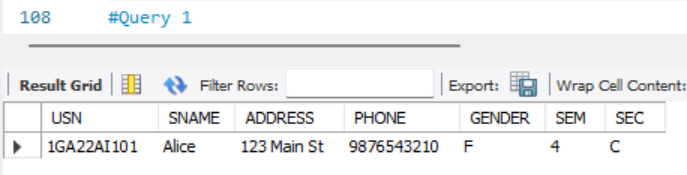 108 #Query 1
Result Grid Filter Rows: Export: Wrap Cell Content:
USN SNAME ADDRESS PHONE GENDER SEM SEC
1GA22AI101 Alice 123 Main St 9876543210 F 4 C